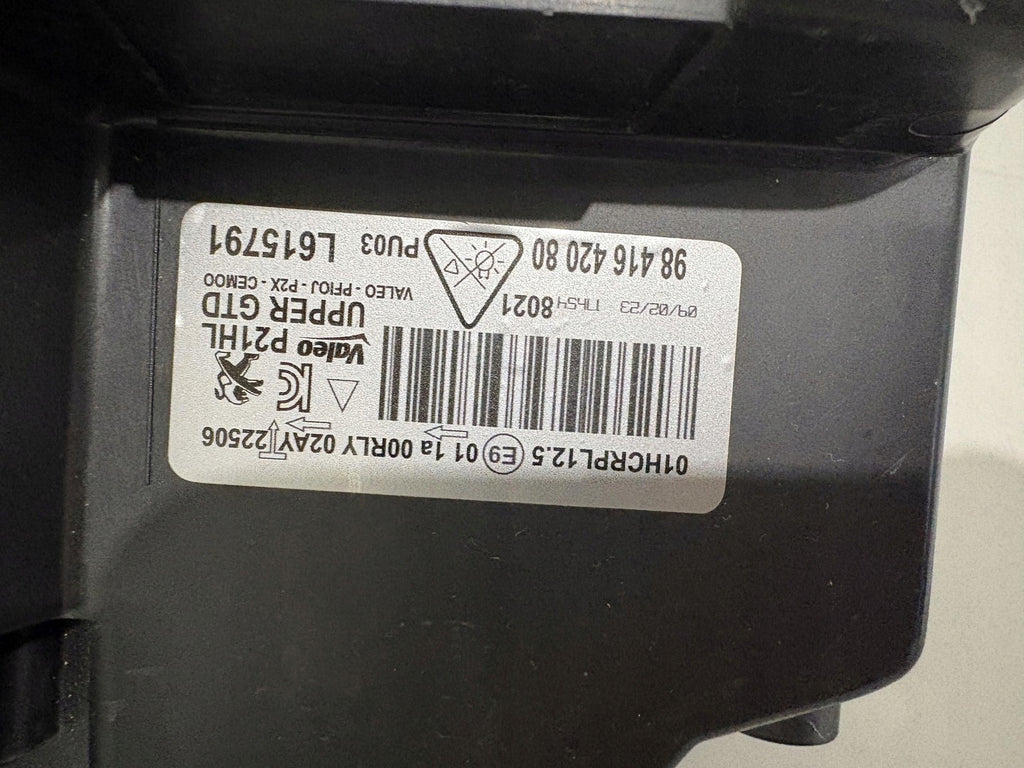 01HCRPL12.5 E9 01 1a 00RLY 02AY 22506
Valeo P21HL
UPPER GTD
VALEO - PFIOJ - P2X - CEMOO
09/02/23 11h54 8021
98 416 420 80 PU03 L615791